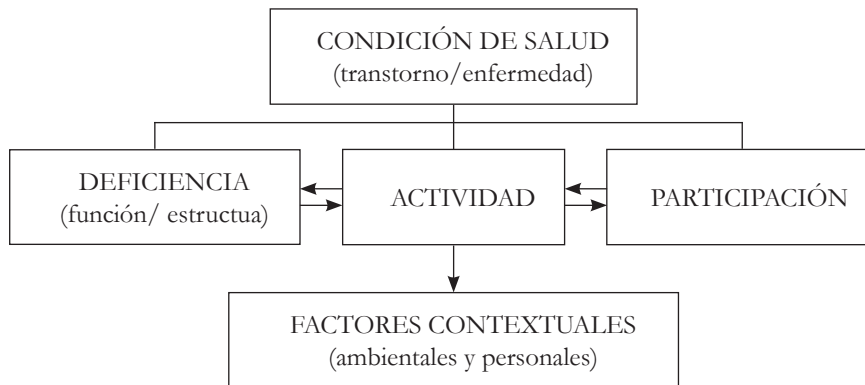 CONDICIÓN DE SALUD
(transtorno/enfermedad)
DEFICIENCIA
(función/ estructua)
ACTIVIDAD
PARTICIPACIÓN
FACTORES CONTEXTUALES
(ambientales y personales)